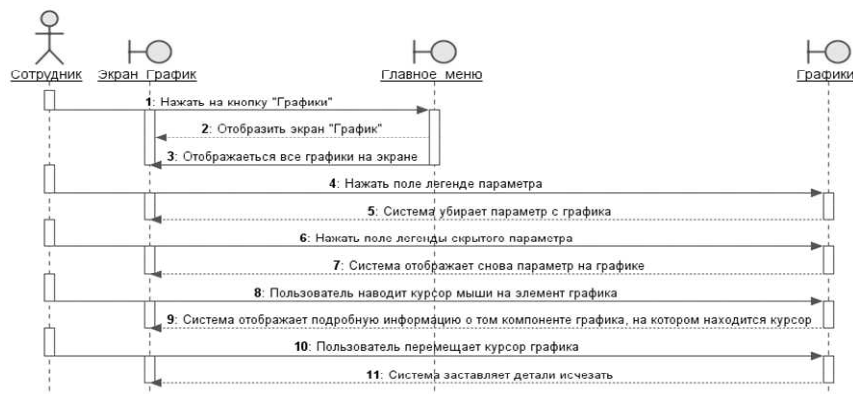 Сотрудник
Экран График
Главное меню
Графики
1: Нажать на кнопку "Графики"
2: Отобразить экран "График"
3: Отображаеться все графики на экране
4: Нажать поле легенде параметра
5: Система убирает параметр с графика
6: Нажать поле легенды скрытого параметра
7: Система отображает снова параметр на графике
8: Пользователь наводит курсор мыши на элемент графика
9: Система отображает подробную информацию о том компоненте графика, на котором находится курсор
10: Пользователь перемещает курсор графика
11: Система заставляет детали исчезать